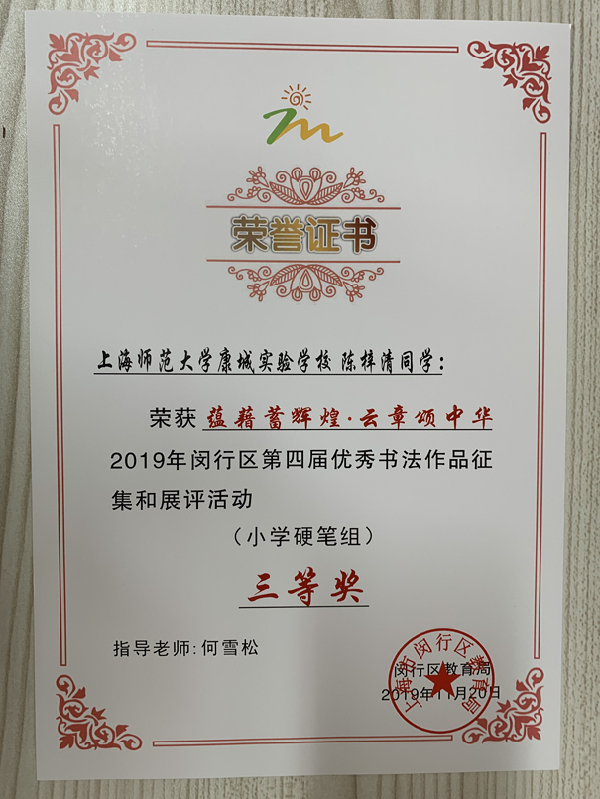 荣誉证书
上海师范大学康城实验学校 陈梓清同学：
荣获 蕴藉蓄辉煌·云章颂中华
2019年闵行区第四届优秀书法作品征
集和展评活动
（小学硬笔组）
三等奖
指导老师:何雪松
闵行区教育局
2019年11月20日
上海市闵行区教育局